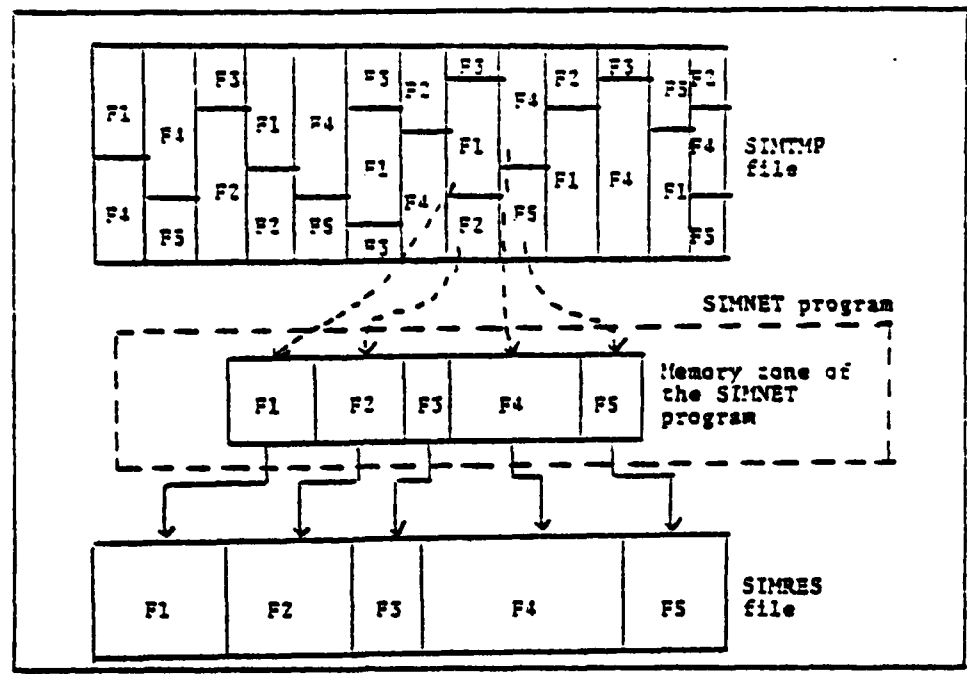 F3 F3 F3 F2 F3 F5 F2
F1 F4 F1 F4 F2 F1 F4 F4
F2 F1 F4 F1 F4 F1
F4 F5 F2 F5 F3 F2 F5 F5
SIMTMP
file
SIMNET program
F1 F2 F3 F4 F5
Memory zone of
the SIMNET
program
F1 F2 F3 F4 F5
SIMRES
file